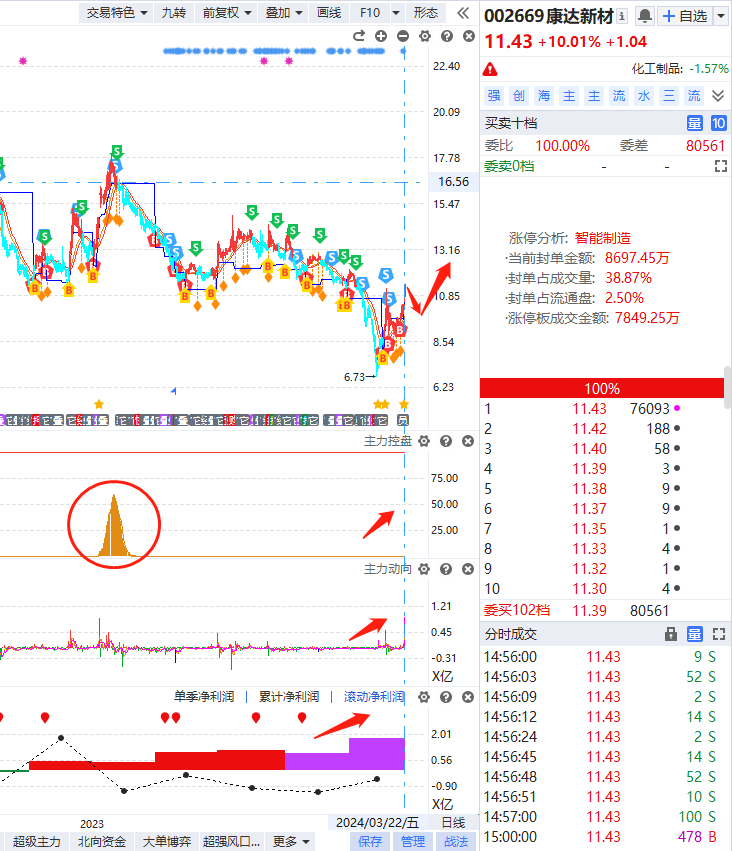 交易特色 九转 前复权 叠加 画线 F10 形态
002669康达新材
自选
11.43 +10.01% +1.04
化工制品: -1.57%
强 创 海 主 主 流 水 三 流
买卖十档 量 10
委比 100.00% 委差 80561
委卖0档 - -
涨停分析: 智能制造
·当前封单金额: 8697.45万
·封单占成交量: 38.87%
·封单占流通盘: 2.50%
·涨停板成交金额: 7849.25万
100%
1 11.43 76093
2 11.42 188
3 11.40 58
4 11.39 3
5 11.38 9
6 11.37 9
7 11.35 1
8 11.33 4
9 11.32 1
10 11.30 4
委买102档 11.39 80561
分时成交 量
14:56:00 11.43 9 S
14:56:03 11.43 52 S
14:56:09 11.43 2 S
14:56:12 11.43 14 S
14:56:24 11.43 2 S
14:56:45 11.43 14 S
14:56:48 11.43 52 S
14:56:51 11.43 10 S
14:57:00 11.43 100 S
15:00:00 11.43 478 B
22.40
20.09
17.78
16.56
15.47
13.16
10.85
8.54
6.73
6.23
主力控盘
75.00
50.00
25.00
主力动向
1.21
0.45
-0.31
X亿
单季净利润 累计净利润 滚动净利润
2.01
0.56
-0.90
X亿
2023 2024/03/22/五 日线
超级主力 北向资金 大单博弈 超强风口... 更多 保存 管理 战法